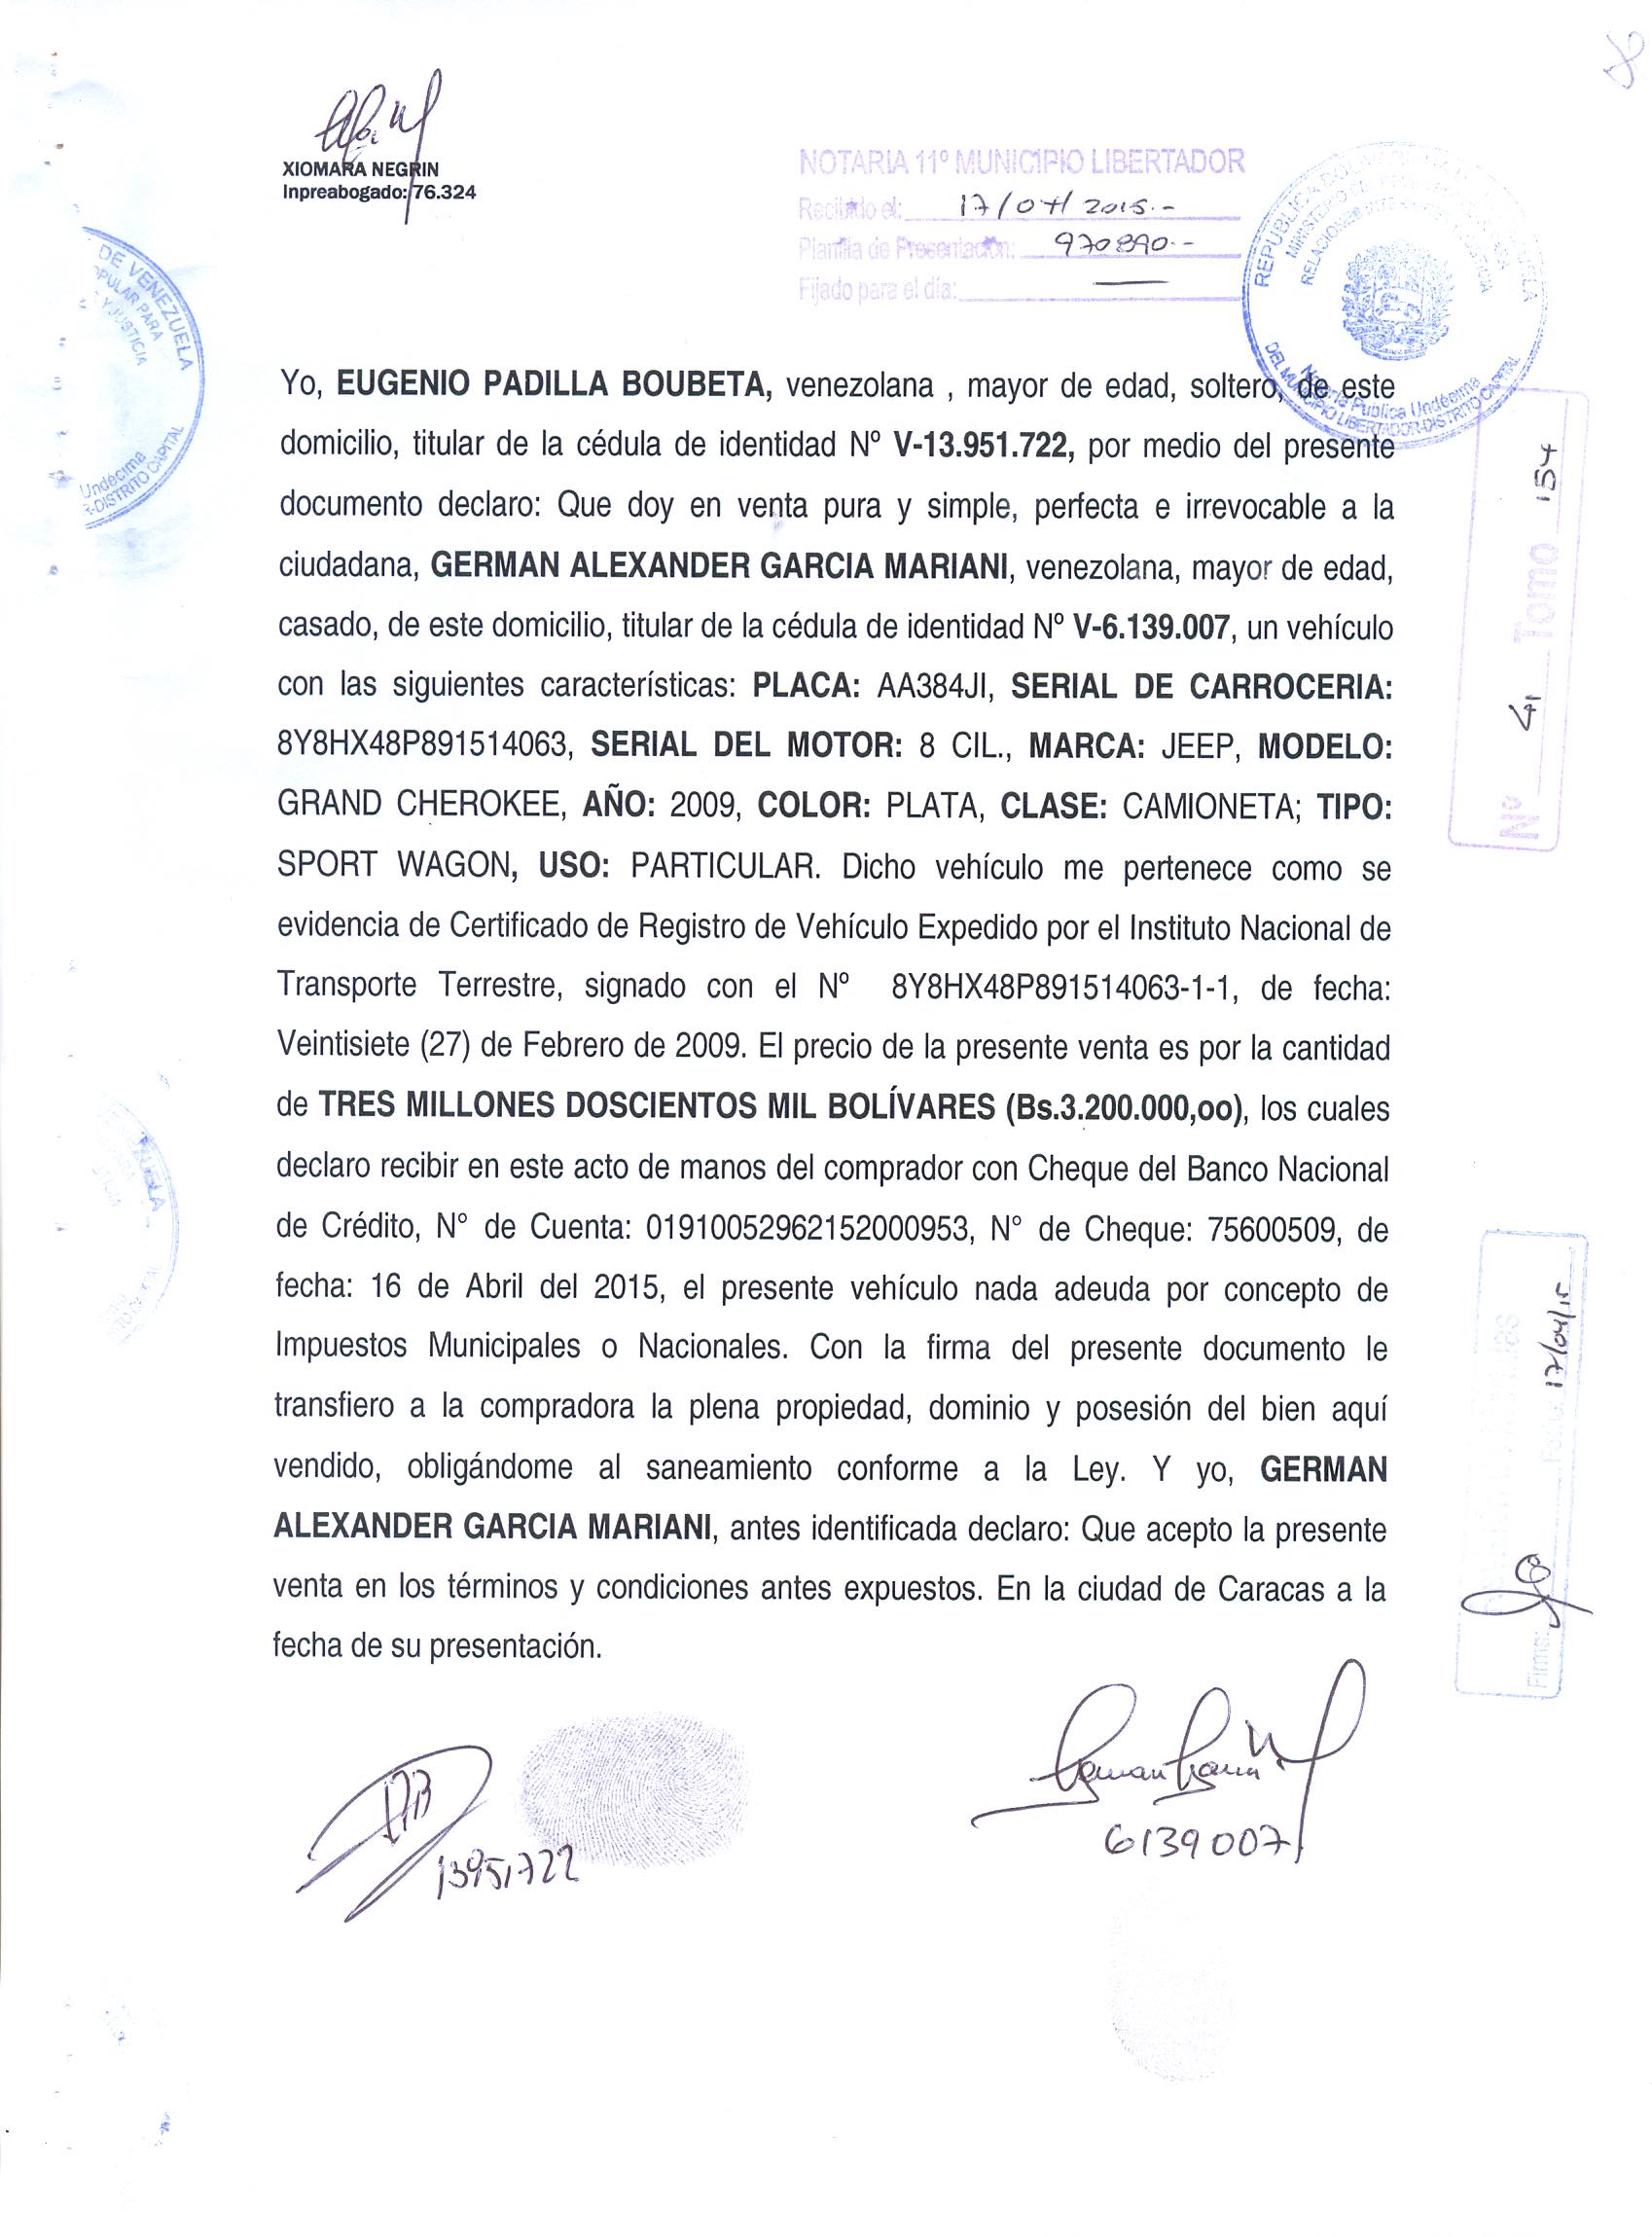 XIOMARA NEGRIN
Inpreabogado: 76.324
NOTARIA 11º MUNICIPIO LIBERTADOR
Recibido el: 17/04/2015.-
Planilla de Presentación: 970890.-
Fijado para el día: —
DE VENEZUELA
OPULAR PARA
Y JUSTICIA
Undécima
R-DISTRITO CAPITAL
Notaría Pública Undécima
DEL MUNICIPIO LIBERTADOR-DISTRITO CAPITAL
Yo, EUGENIO PADILLA BOUBETA, venezolana , mayor de edad, soltero, de este
domicilio, titular de la cédula de identidad Nº V-13.951.722, por medio del presente
documento declaro: Que doy en venta pura y simple, perfecta e irrevocable a la
ciudadana, GERMAN ALEXANDER GARCIA MARIANI, venezolana, mayor de edad,
casado, de este domicilio, titular de la cédula de identidad Nº V-6.139.007, un vehículo
con las siguientes características: PLACA: AA384JI, SERIAL DE CARROCERIA:
8Y8HX48P891514063, SERIAL DEL MOTOR: 8 CIL., MARCA: JEEP, MODELO:
GRAND CHEROKEE, AÑO: 2009, COLOR: PLATA, CLASE: CAMIONETA; TIPO:
SPORT WAGON, USO: PARTICULAR. Dicho vehículo me pertenece como se
evidencia de Certificado de Registro de Vehículo Expedido por el Instituto Nacional de
Transporte Terrestre, signado con el Nº 8Y8HX48P891514063-1-1, de fecha:
Veintisiete (27) de Febrero de 2009. El precio de la presente venta es por la cantidad
de TRES MILLONES DOSCIENTOS MIL BOLÍVARES (Bs.3.200.000,oo), los cuales
declaro recibir en este acto de manos del comprador con Cheque del Banco Nacional
de Crédito, N° de Cuenta: 01910052962152000953, N° de Cheque: 75600509, de
fecha: 16 de Abril del 2015, el presente vehículo nada adeuda por concepto de
Impuestos Municipales o Nacionales. Con la firma del presente documento le
transfiero a la compradora la plena propiedad, dominio y posesión del bien aquí
vendido, obligándome al saneamiento conforme a la Ley. Y yo, GERMAN
ALEXANDER GARCIA MARIANI, antes identificada declaro: Que acepto la presente
venta en los términos y condiciones antes expuestos. En la ciudad de Caracas a la
fecha de su presentación.
Nº 41 Tomo 154
Firma: 17/04/15
13951722
6139007